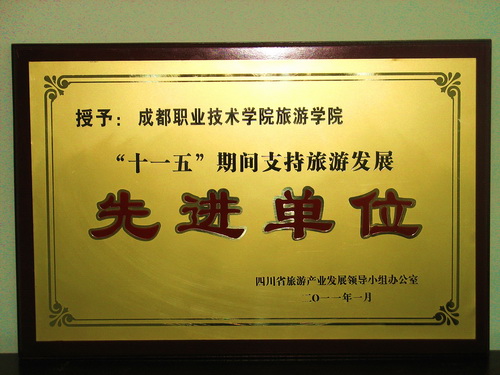 授予：成都职业技术学院旅游学院
“十一五”期间支持旅游发展
先进单位
四川省旅游产业发展领导小组办公室
二〇一一年一月